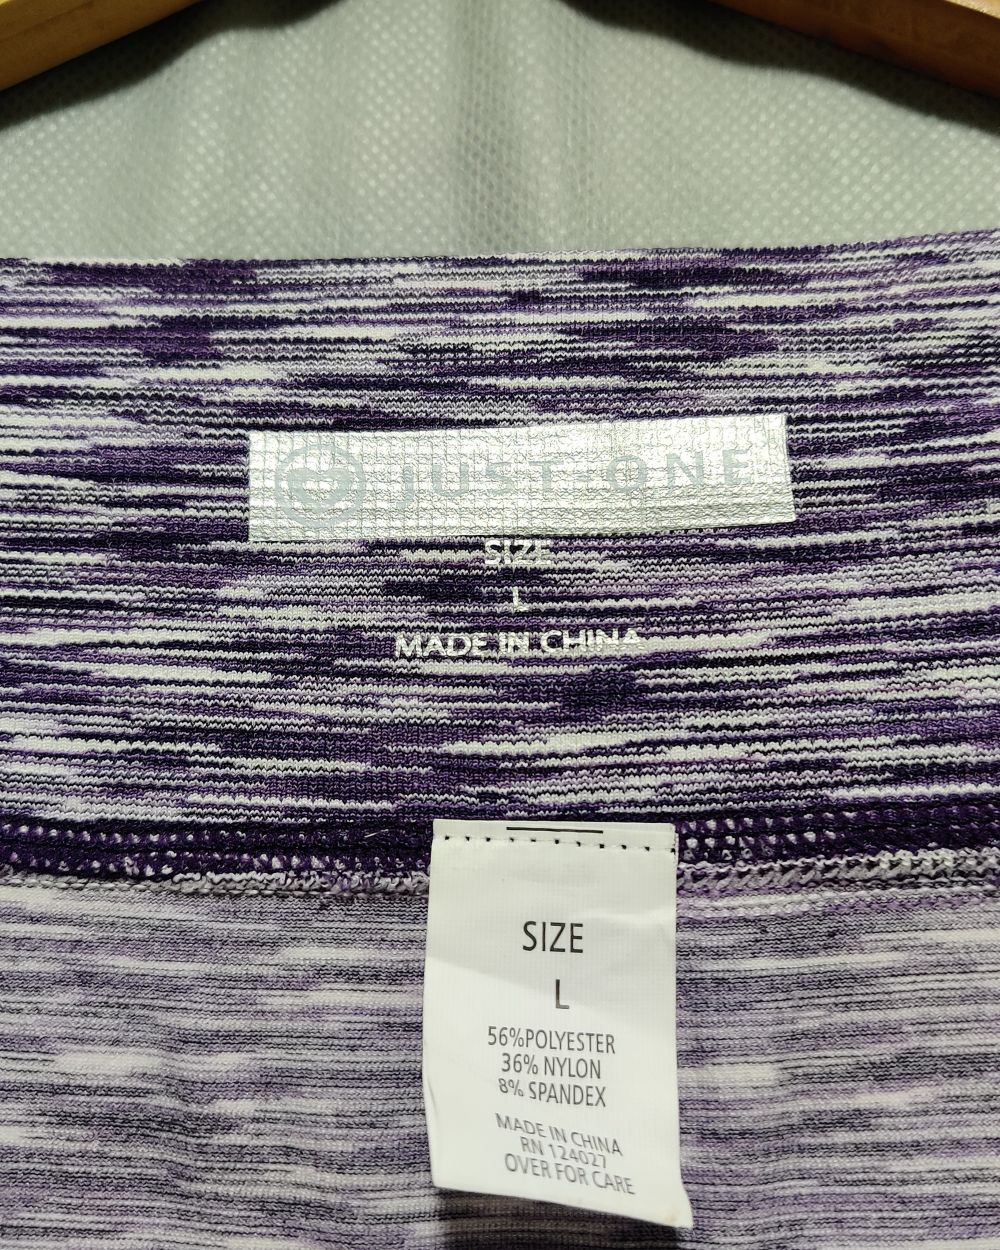 JUST ONE
SIZE
L
MADE IN CHINA
SIZE
L
56%POLYESTER
36% NYLON
8% SPANDEX
MADE IN CHINA
RN 124027
OVER FOR CARE